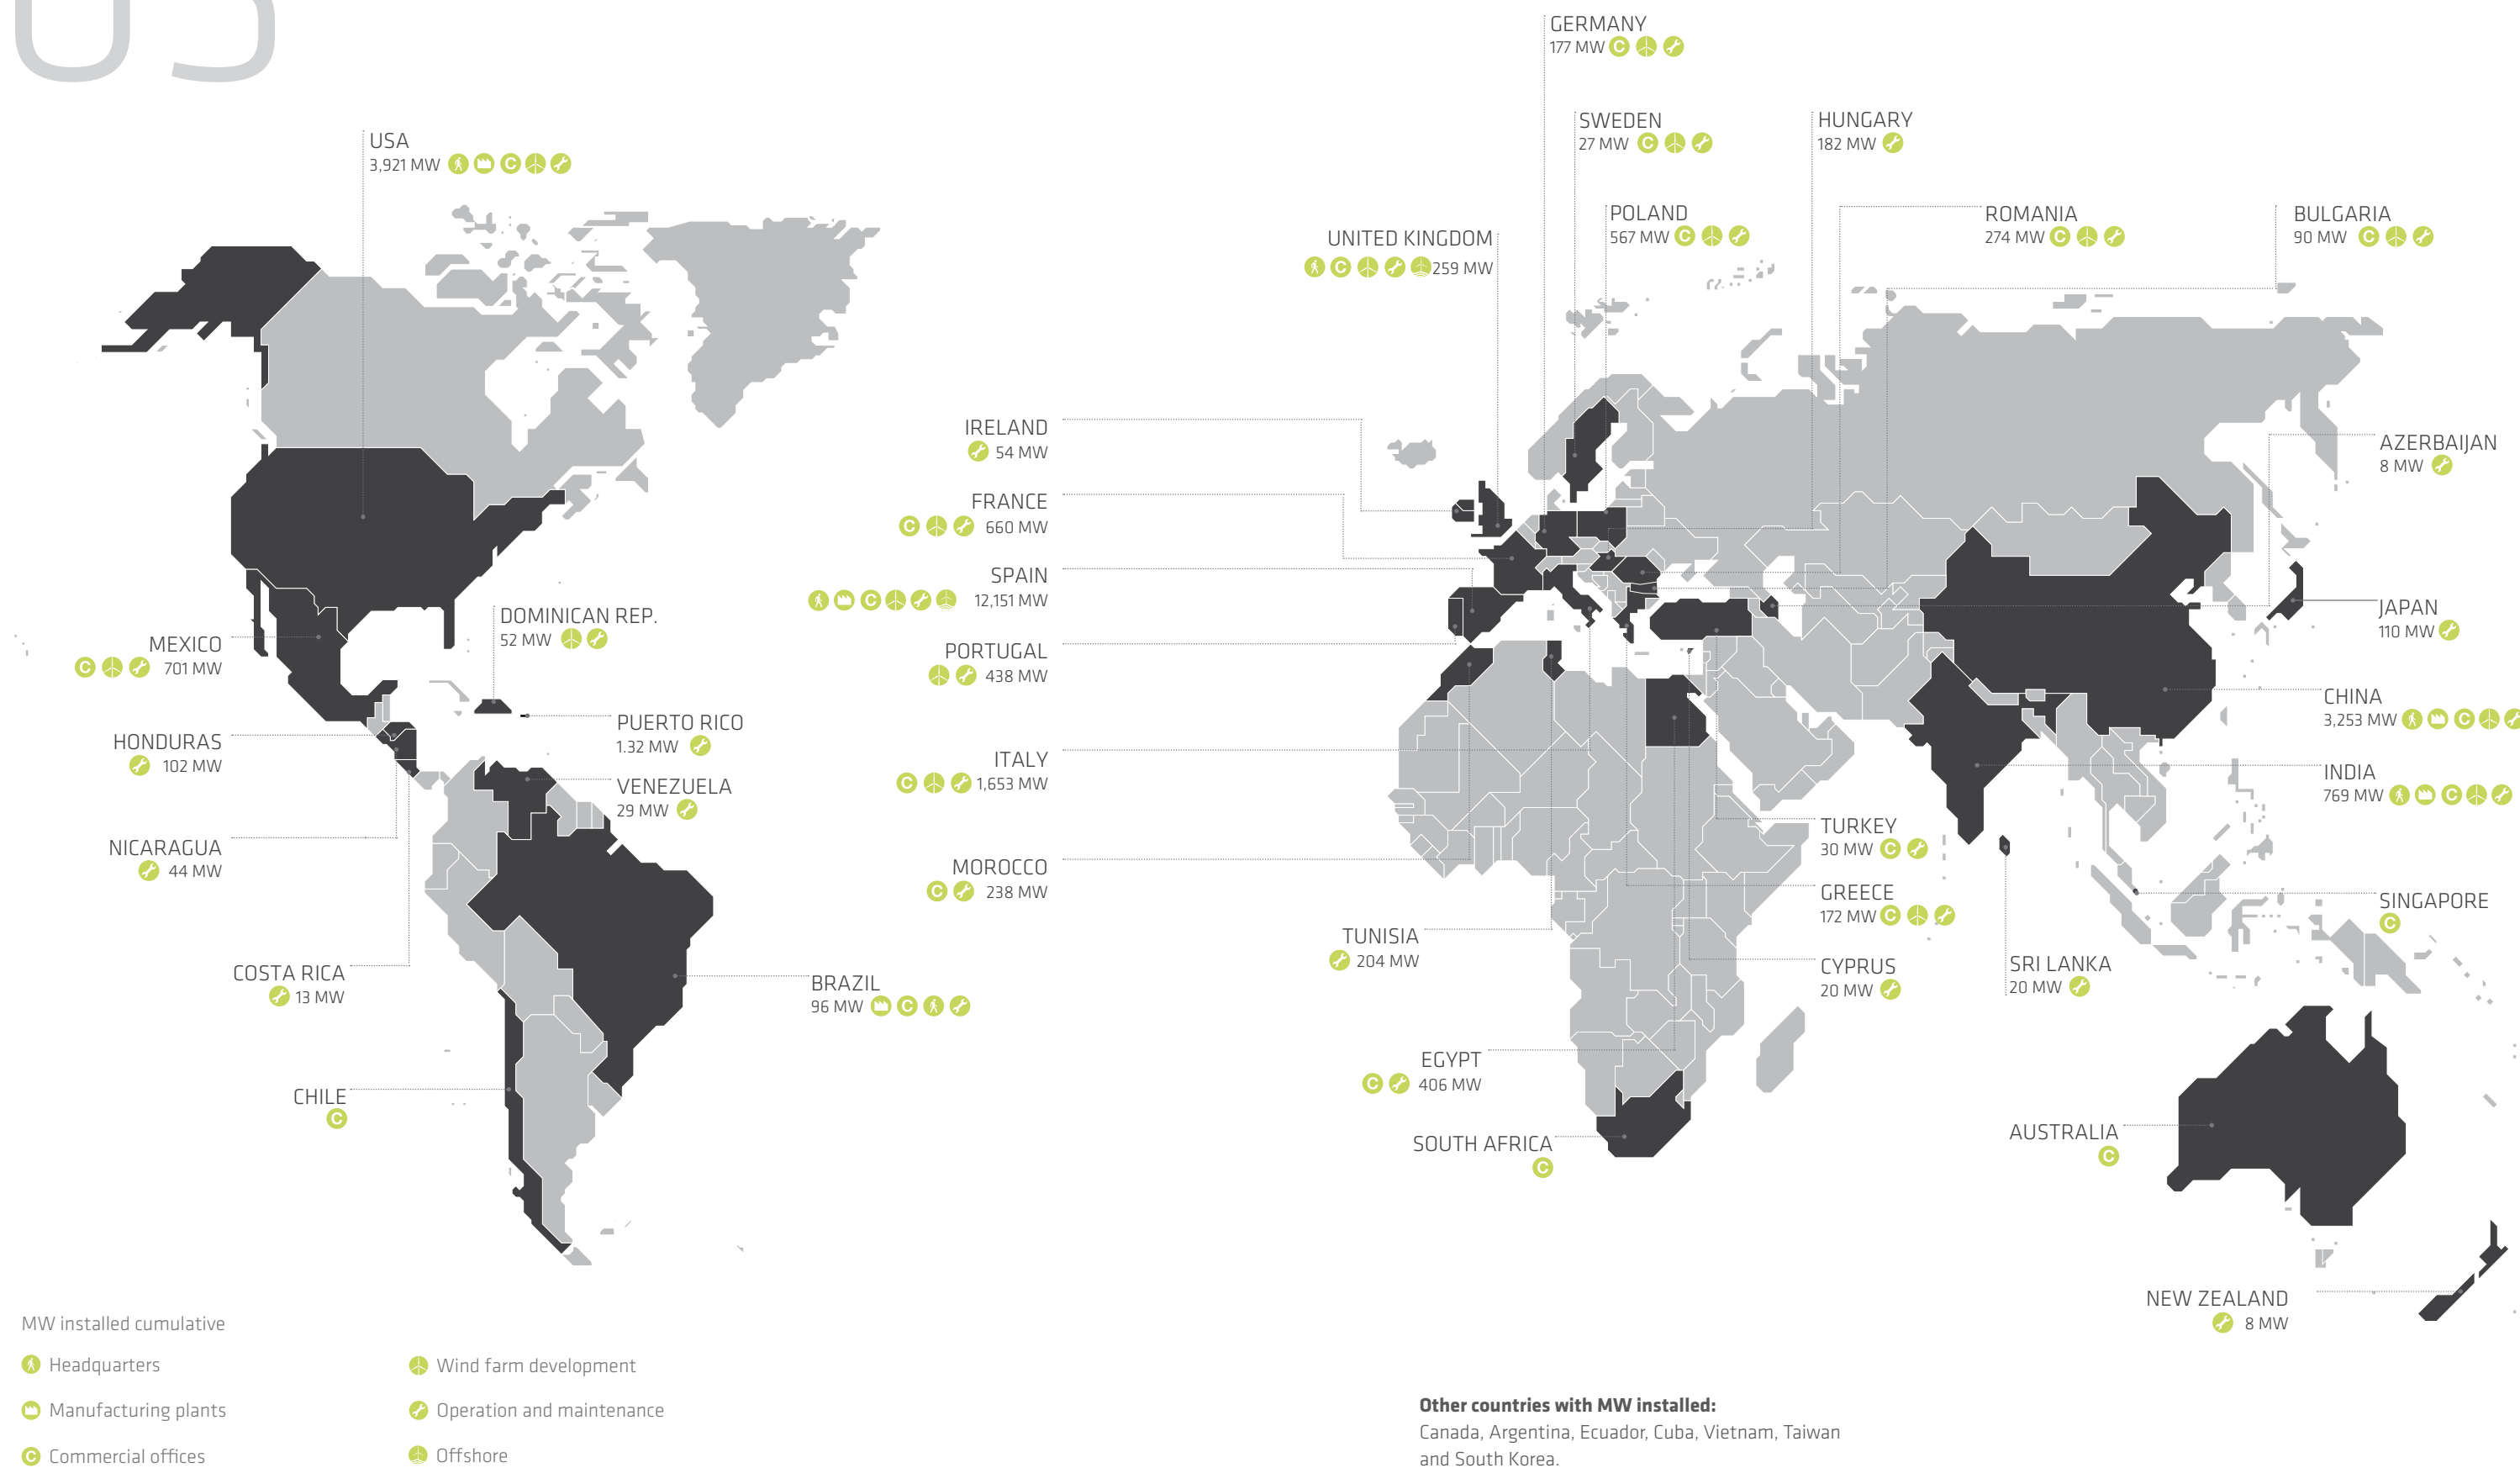 US
GERMANY
177 MW
SWEDEN
27 MW
HUNGARY
182 MW
USA
3,921 MW
POLAND
567 MW
ROMANIA
274 MW
BULGARIA
90 MW
UNITED KINGDOM
259 MW
IRELAND
54 MW
AZERBAIJAN
8 MW
FRANCE
660 MW
SPAIN
12,151 MW
DOMINICAN REP.
52 MW
JAPAN
110 MW
MEXICO
701 MW
PORTUGAL
438 MW
CHINA
3,253 MW
PUERTO RICO
1.32 MW
HONDURAS
102 MW
ITALY
1,653 MW
INDIA
769 MW
VENEZUELA
29 MW
TURKEY
30 MW
NICARAGUA
44 MW
MOROCCO
238 MW
GREECE
172 MW
SINGAPORE
TUNISIA
204 MW
CYPRUS
20 MW
SRI LANKA
20 MW
COSTA RICA
13 MW
BRAZIL
96 MW
EGYPT
406 MW
CHILE
SOUTH AFRICA
AUSTRALIA
NEW ZEALAND
8 MW
MW installed cumulative
Headquarters
Manufacturing plants
Commercial offices
Wind farm development
Operation and maintenance
Offshore
Other countries with MW installed:
Canada, Argentina, Ecuador, Cuba, Vietnam, Taiwan
and South Korea.